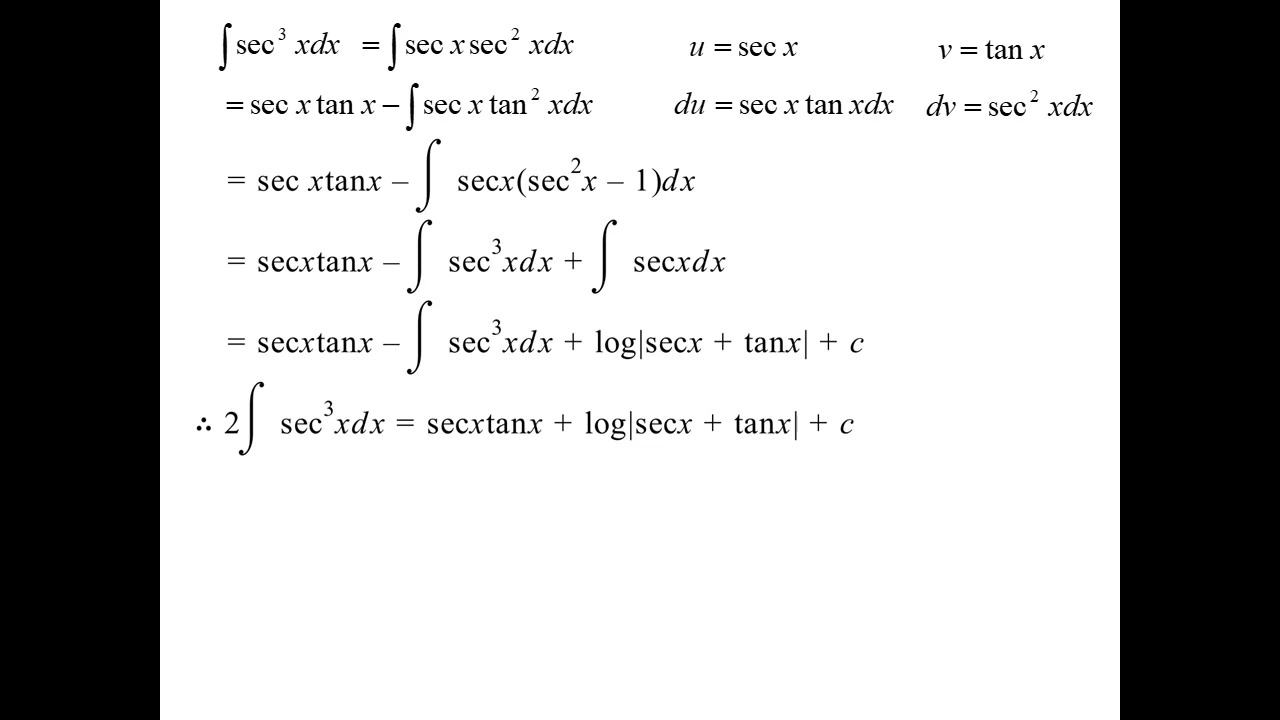 ∫sec³ xdx = ∫sec x sec² xdx u = sec x v = tan x
= sec x tan x − ∫sec x tan² xdx du = sec x tan xdx dv = sec² xdx
= sec xtanx − ∫ secx(sec²x − 1)dx
= secxtanx − ∫ sec³xdx + ∫ secxdx
= secxtanx − ∫ sec³xdx + log|secx + tanx| + c
∴ 2∫ sec³xdx = secxtanx + log|secx + tanx| + c